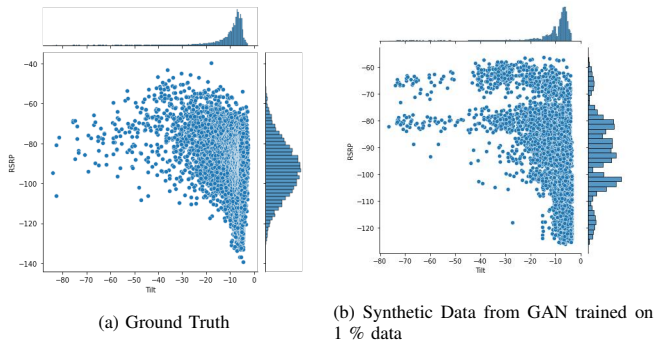 −40
−60
−80
−100
−120
−140
RSRP
−80 −70 −60 −50 −40 −30 −20 −10 0
Tilt
(a) Ground Truth
−60
−70
−80
−90
−100
−110
−120
RSRP
−80 −70 −60 −50 −40 −30 −20 −10 0
Tilt
(b) Synthetic Data from GAN trained on
1 % data